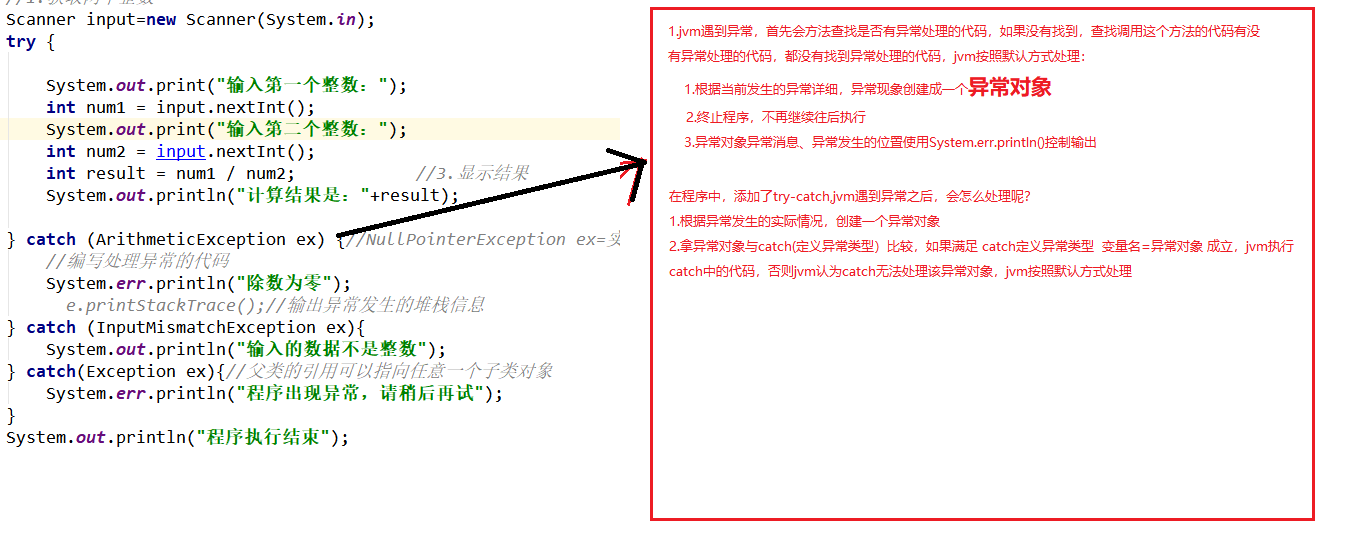 //1.获取两个整数
Scanner input=new Scanner(System.in);
try {
System.out.print("输入第一个整数：");
int num1 = input.nextInt();
System.out.print("输入第二个整数：");
int num2 = input.nextInt();
int result = num1 / num2; //3.显示结果
System.out.println("计算结果是："+result);
} catch (ArithmeticException ex) {//NullPointerException ex=
//编写处理异常的代码
System.err.println("除数为零");
e.printStackTrace();//输出异常发生的堆栈信息
} catch (InputMismatchException ex){
System.out.println("输入的数据不是整数");
} catch(Exception ex){//父类的引用可以指向任意一个子类对象
System.err.println("程序出现异常，请稍后再试");
}
System.out.println("程序执行结束");
1.jvm遇到异常，首先会方法查找是否有异常处理的代码，如果没有找到，查找调用这个方法的代码有没
有异常处理的代码，都没有找到异常处理的代码，jvm按照默认方式处理：
1.根据当前发生的异常详细，异常现象创建成一个异常对象
2.终止程序，不再继续往后执行
3.异常对象异常消息、异常发生的位置使用System.err.println()控制输出
在程序中，添加了try-catch,jvm遇到异常之后，会怎么处理呢?
1.根据异常发生的实际情况，创建一个异常对象
2.拿异常对象与catch(定义异常类型）比较，如果满足 catch定义异常类型 变量名=异常对象 成立，jvm执行
catch中的代码，否则jvm认为catch无法处理该异常对象，jvm按照默认方式处理